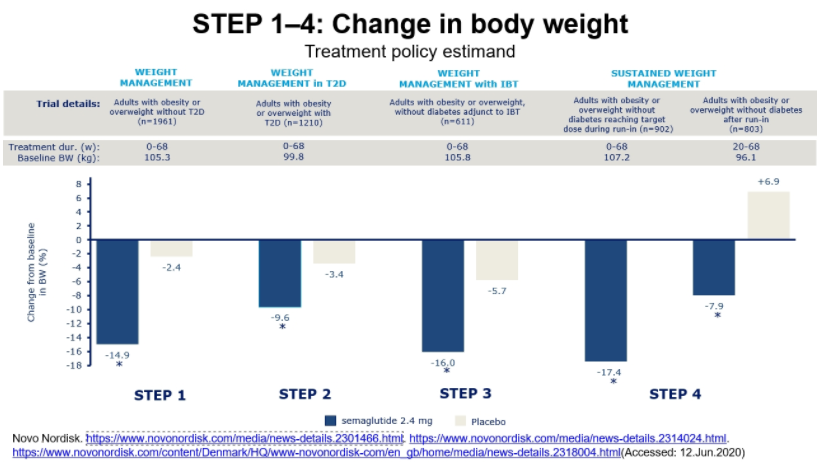 STEP 1–4: Change in body weight
Treatment policy estimand
WEIGHT
MANAGEMENT
WEIGHT
MANAGEMENT in T2D
WEIGHT
MANAGEMENT with IBT
SUSTAINED WEIGHT
MANAGEMENT
Trial details:
Adults with obesity or
overweight without T2D
(n=1961)
Adults with obesity
or overweight with
T2D (n=1210)
Adults with obesity or overweight,
without diabetes adjunct to IBT
(n=611)
Adults with obesity or
overweight without
diabetes reaching target
dose during run-in (n=902)
Adults with obesity or
overweight without diabetes
after run-in
(n=803)
Treatment dur. (w): 0-68 0-68 0-68 0-68 20-68
Baseline BW (kg): 105.3 99.8 105.8 107.2 96.1
Change from baseline
in BW (%)
8
6
4
2
0
-2
-4
-6
-8
-10
-12
-14
-16
-18
-14.9
*
-2.4
-9.6
*
-3.4
-16.0
*
-5.7
-17.4
*
-7.9
*
+6.9
STEP 1
STEP 2
STEP 3
STEP 4
semaglutide 2.4 mg
Placebo
Novo Nordisk. https://www.novonordisk.com/media/news-details.2301466.html. https://www.novonordisk.com/media/news-details.2314024.html.
https://www.novonordisk.com/content/Denmark/HQ/www-novonordisk-com/en_gb/home/media/news-details.2318004.html(Accessed: 12.Jun.2020)